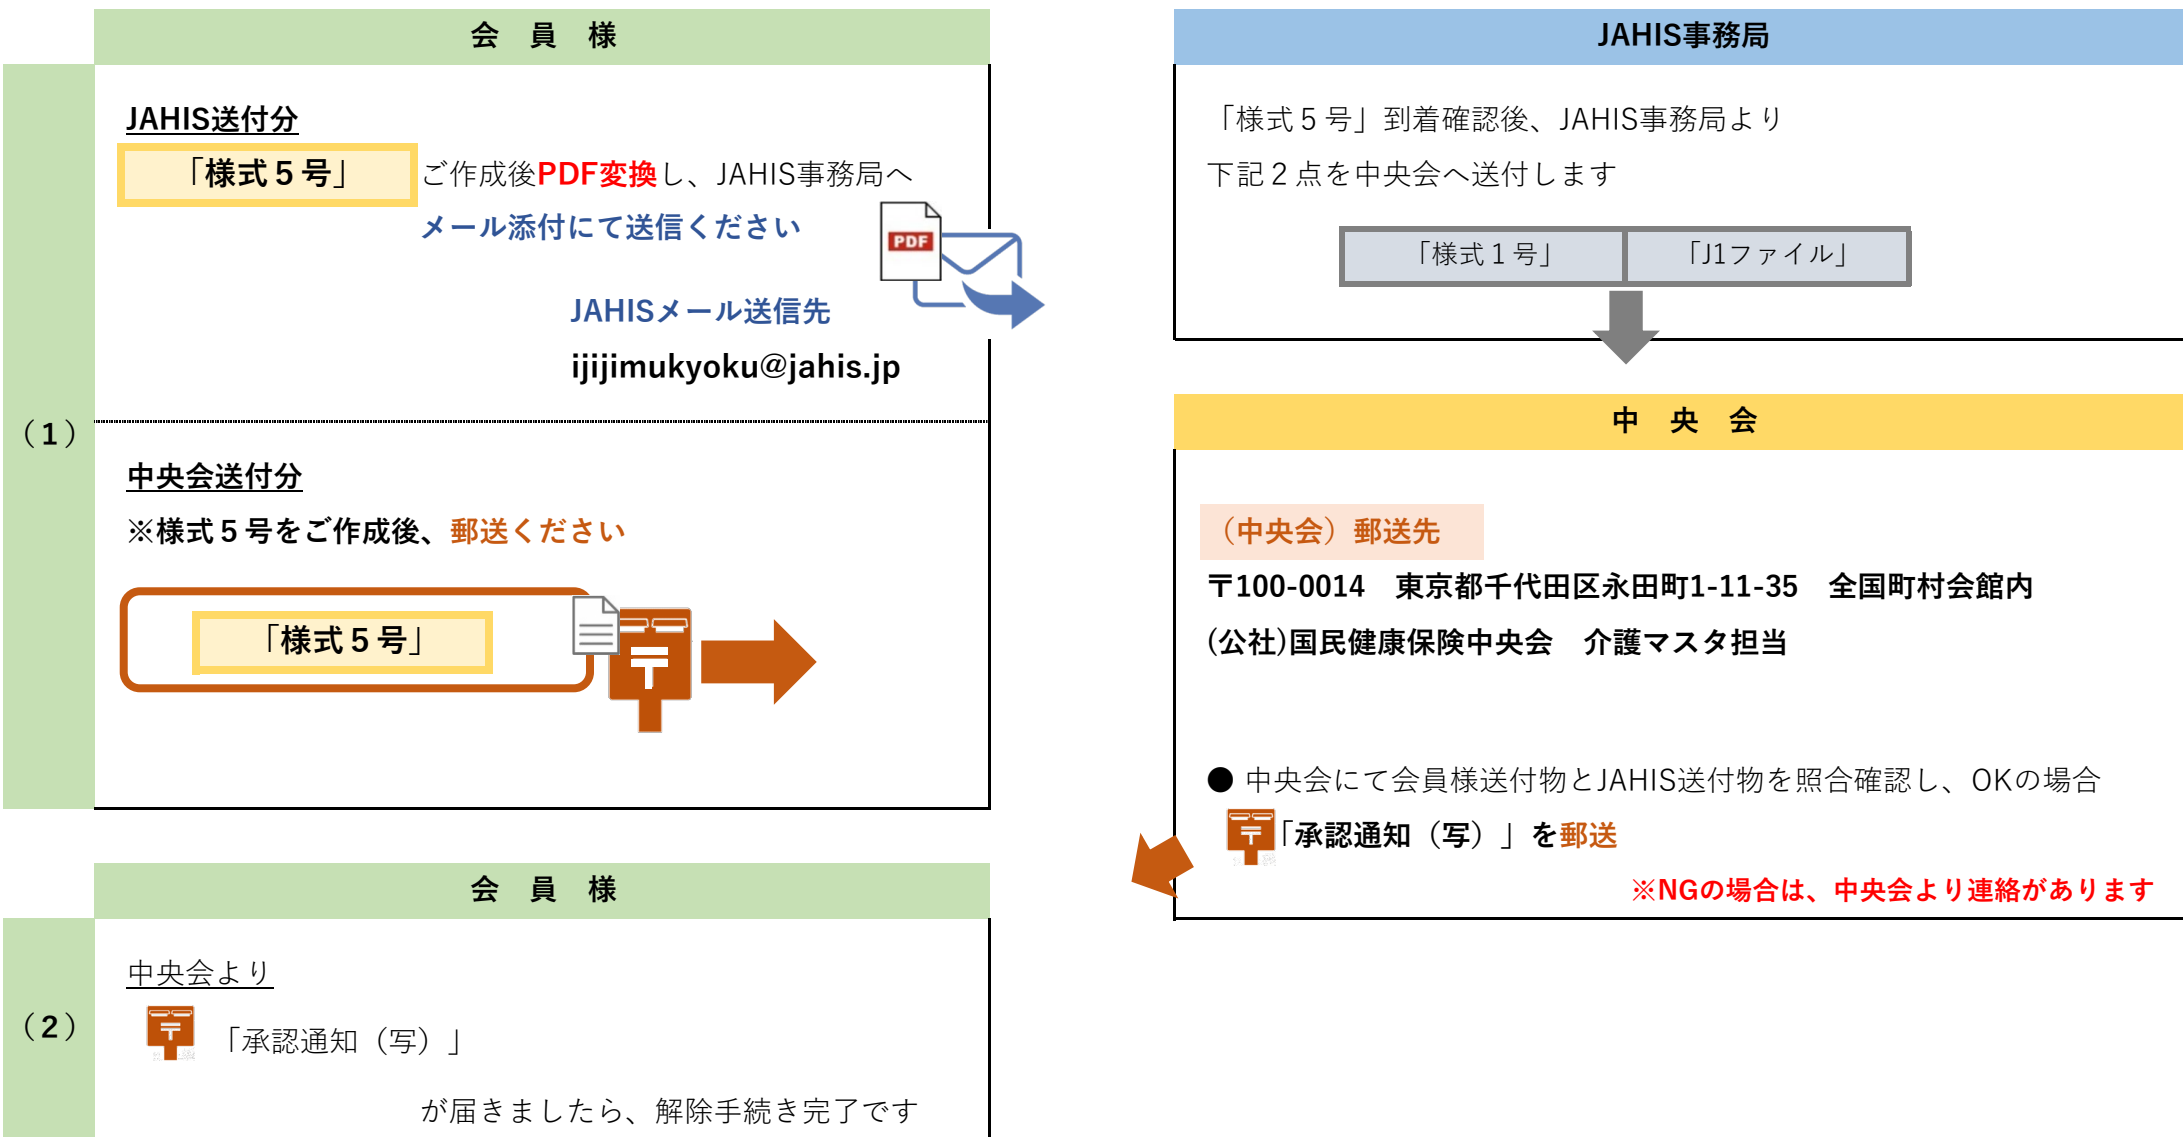 会　員　様
（1）
JAHIS送付分
「様式５号」
ご作成後PDF変換し、JAHIS事務局へ
メール添付にて送信ください
PDF
JAHISメール送信先
ijijimukyoku@jahis.jp
中央会送付分
※様式５号をご作成後、郵送ください
「様式５号」
〒
JAHIS事務局
「様式５号」到着確認後、JAHIS事務局より
下記２点を中央会へ送付します
「様式１号」
「J1ファイル」
中　央　会
（中央会）郵送先
〒100-0014　東京都千代田区永田町1-11-35　全国町村会館内
(公社)国民健康保険中央会　介護マスタ担当
● 中央会にて会員様送付物とJAHIS送付物を照合確認し、OKの場合
〒「承認通知（写）」を郵送
※NGの場合は、中央会より連絡があります
会　員　様
（2）
中央会より
〒「承認通知（写）」
が届きましたら、解除手続き完了です